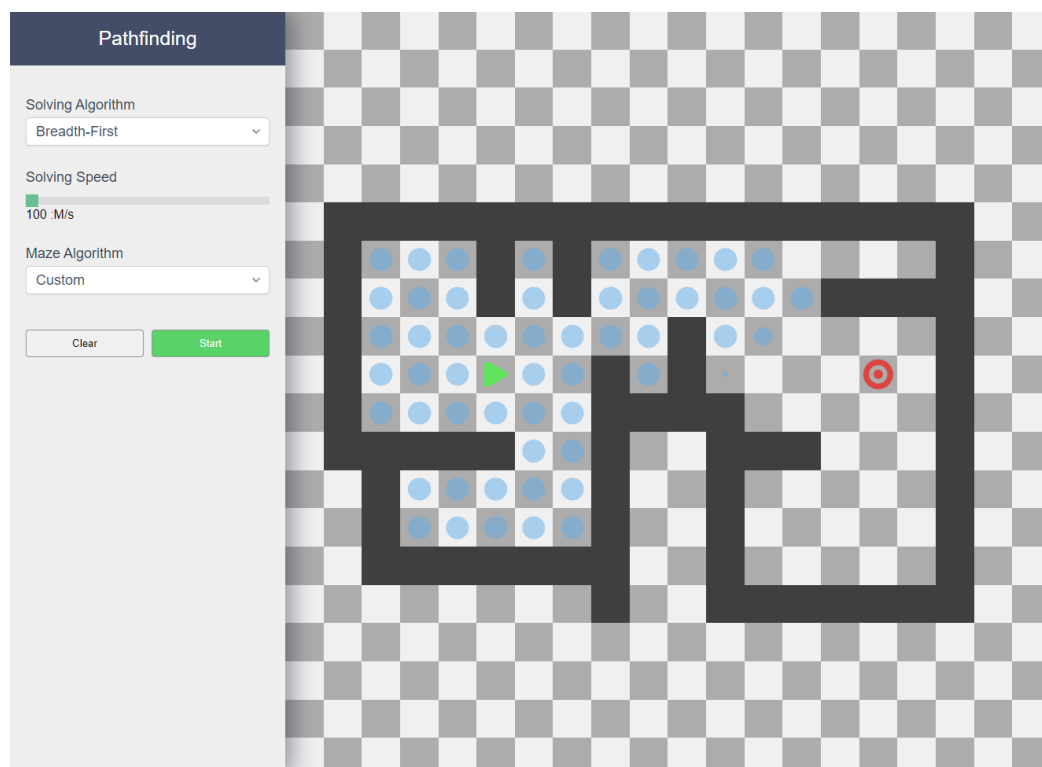 Pathfinding
Solving Algorithm
Breadth-First
Solving Speed
100 :M/s
Maze Algorithm
Custom
Clear
Start